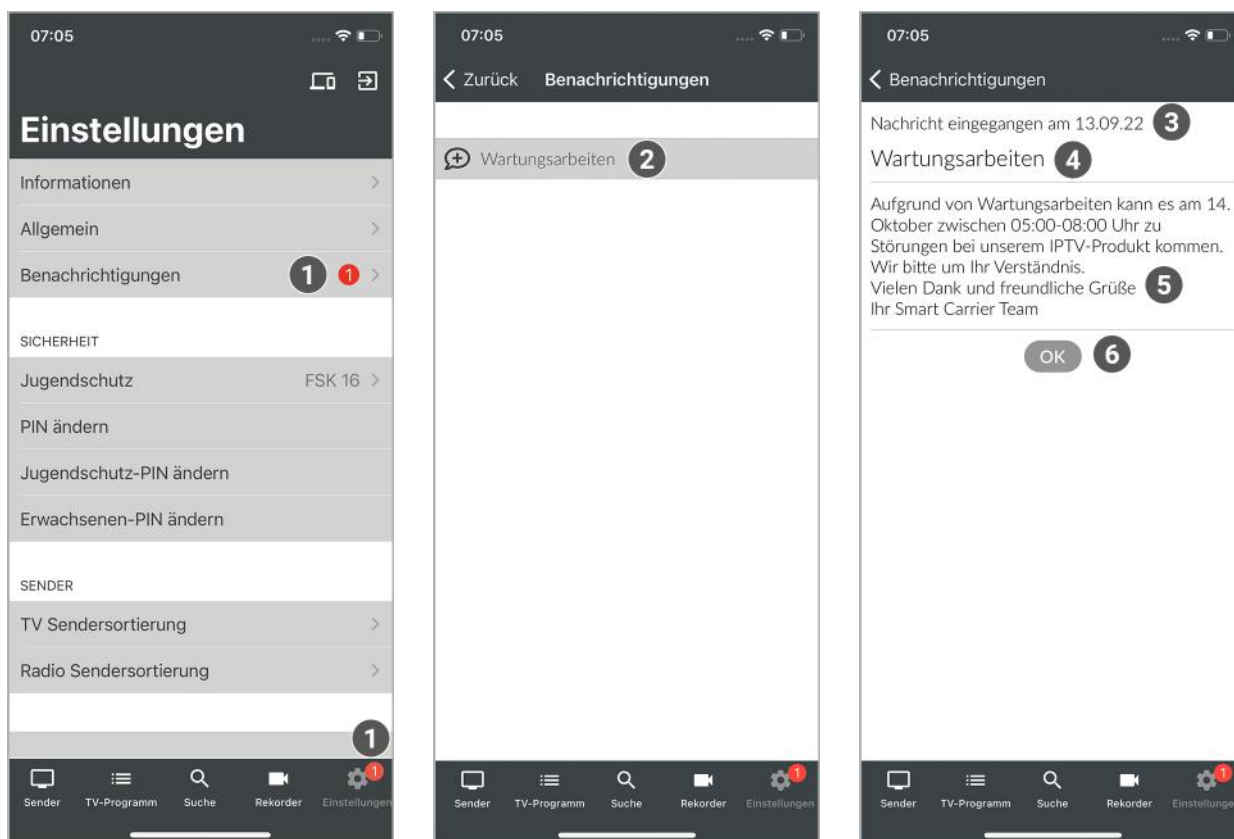 07:05
Einstellungen
Informationen
Allgemein
Benachrichtigungen 1 1
SICHERHEIT
Jugendschutz FSK 16
PIN ändern
Jugendschutz-PIN ändern
Erwachsenen-PIN ändern
SENDER
TV Sendersortierung
Radio Sendersortierung
1
1
Sender TV-Programm Suche Rekorder Einstellungen
07:05
Zurück Benachrichtigungen
Wartungsarbeiten 2
1
Sender TV-Programm Suche Rekorder Einstellungen
07:05
Benachrichtigungen
Nachricht eingegangen am 13.09.22 3
Wartungsarbeiten 4
Aufgrund von Wartungsarbeiten kann es am 14.
Oktober zwischen 05:00-08:00 Uhr zu
Störungen bei unserem IPTV-Produkt kommen.
Wir bitte um Ihr Verständnis.
Vielen Dank und freundliche Grüße 5
Ihr Smart Carrier Team
OK 6
1
Sender TV-Programm Suche Rekorder Einstellunge